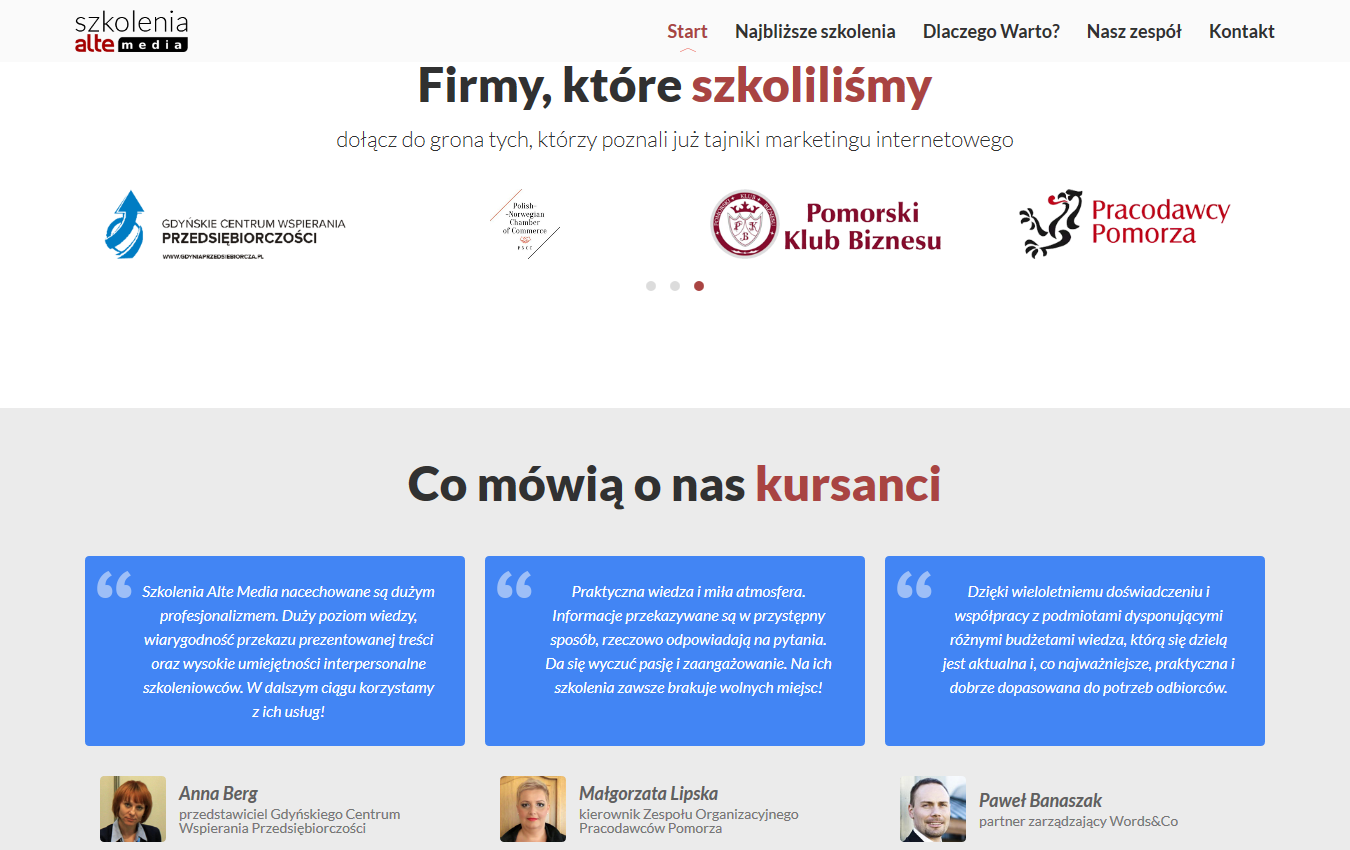 szkolenia
alte media
Start
Najbliższe szkolenia
Dlaczego Warto?
Nasz zespół
Kontakt
Firmy, które szkoliliśmy
dołącz do grona tych, którzy poznali już tajniki marketingu internetowego
GDYŃSKIE CENTRUM WSPIERANIA
PRZEDSIĘBIORCZOŚCI
WWW.GDYNIAPRZEDSIEBIORCZA.PL
Polish-
-Norwegian
Chamber
of Commerce
PNCC
POMORSKI KLUB BIZNESU
PKB
Pomorski
Klub Biznesu
Pracodawcy
Pomorza
Co mówią o nas kursanci
Szkolenia Alte Media nacechowane są dużym
profesjonalizmem. Duży poziom wiedzy,
wiarygodność przekazu prezentowanej treści
oraz wysokie umiejętności interpersonalne
szkoleniowców. W dalszym ciągu korzystamy
z ich usług!
Anna Berg
przedstawiciel Gdyńskiego Centrum
Wspierania Przedsiębiorczości
Praktyczna wiedza i miła atmosfera.
Informacje przekazywane są w przystępny
sposób, rzeczowo odpowiadają na pytania.
Da się wyczuć pasję i zaangażowanie. Na ich
szkolenia zawsze brakuje wolnych miejsc!
Małgorzata Lipska
kierownik Zespołu Organizacyjnego
Pracodawców Pomorza
Dzięki wieloletniemu doświadczeniu i
współpracy z podmiotami dysponującymi
różnymi budżetami wiedza, którą się dzielą
jest aktualna i, co najważniejsze, praktyczna i
dobrze dopasowana do potrzeb odbiorców.
Paweł Banaszak
partner zarządzający Words&Co